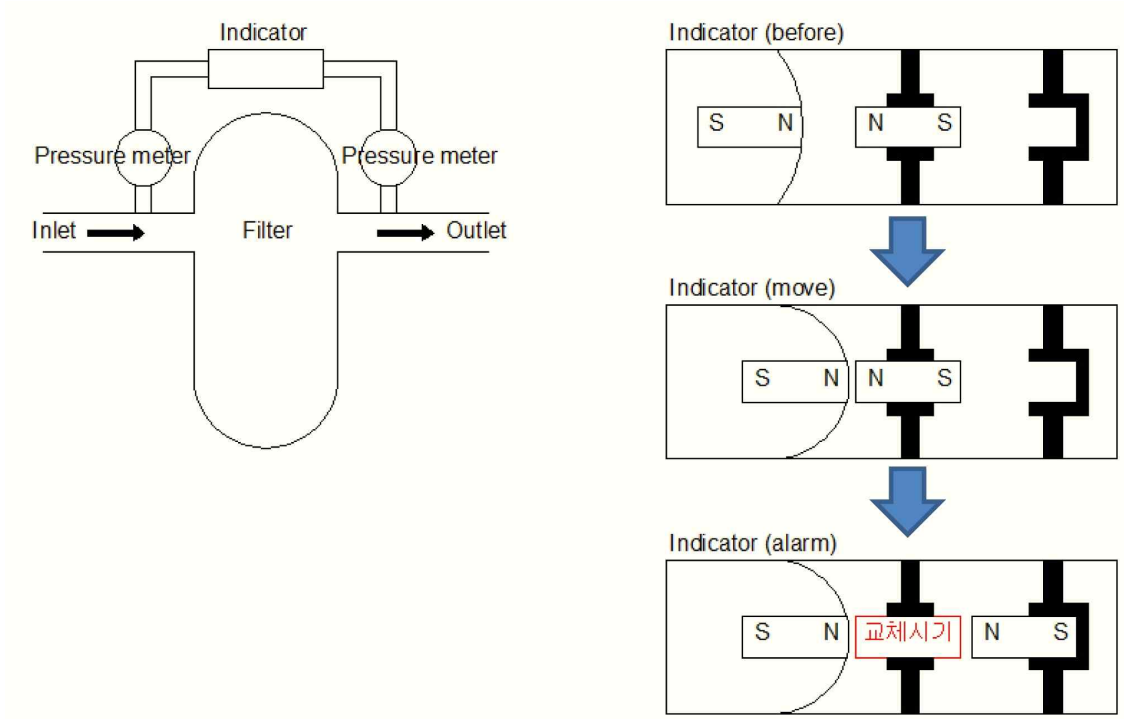 Indicator
Pressure meter
Pressure meter
Inlet
Filter
Outlet
Indicator (before)
S N
N S
Indicator (move)
S N
N S
Indicator (alarm)
S N
교체시기
N S